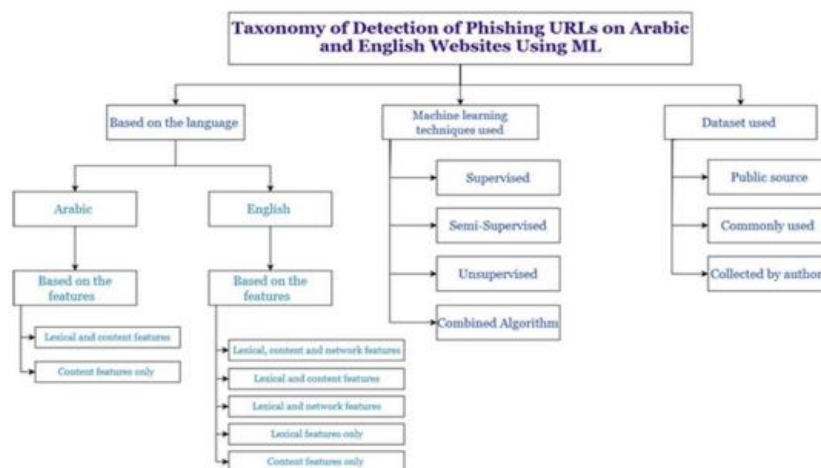 Taxonomy of Detection of Phishing URLs on Arabic
and English Websites Using ML
Based on the language
Machine learning
techniques used
Dataset used
Arabic
English
Supervised
Semi-Supervised
Unsupervised
Combined Algorithm
Public source
Commonly used
Collected by author
Based on the
features
Based on the
features
Lexical and content features
Content features only
Lexical, content and network features
Lexical and content features
Lexical and network features
Lexical features only
Content features only